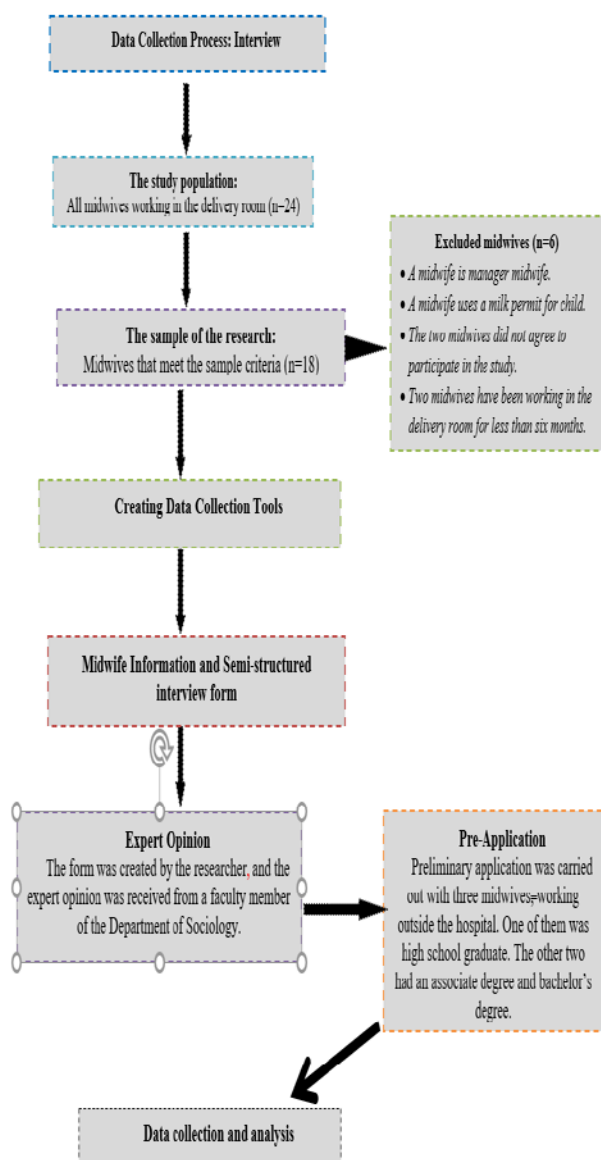 Data Collection Process: Interview
The study population:
All midwives working in the delivery room (n=24)
Excluded midwives (n=6)
• A midwife is manager midwife.
• A midwife uses a milk permit for child.
• The two midwives did not agree to
participate in the study.
• Two midwives have been working in the
delivery room for less than six months.
The sample of the research:
Midwives that meet the sample criteria (n=18)
Creating Data Collection Tools
Midwife Information and Semi-structured
interview form
Expert Opinion
The form was created by the researcher, and the
expert opinion was received from a faculty member
of the Department of Sociology.
Pre-Application
Preliminary application was carried
out with three midwives, working
outside the hospital. One of them was
high school graduate. The other two
had an associate degree and bachelor's
degree.
Data collection and analysis